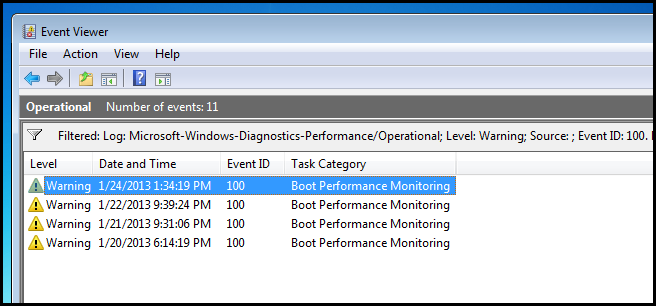 Event Viewer
File Action View Help
Operational Number of events: 11
Filtered: Log: Microsoft-Windows-Diagnostics-Performance/Operational; Level: Warning; Source: ; Event ID: 100.
Level Date and Time Event ID Task Category
Warning 1/24/2013 1:34:19 PM 100 Boot Performance Monitoring
Warning 1/22/2013 9:39:24 PM 100 Boot Performance Monitoring
Warning 1/21/2013 9:31:06 PM 100 Boot Performance Monitoring
Warning 1/20/2013 6:14:19 PM 100 Boot Performance Monitoring